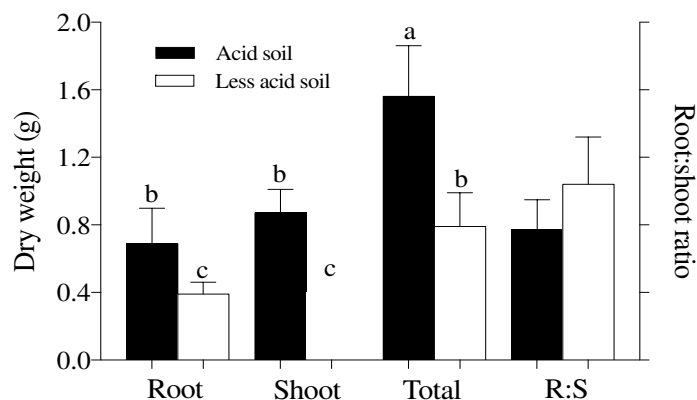 2.0
1.6
1.2
0.8
0.4
0.0
Dry weight (g)
Acid soil
Less acid soil
a
b
b
b
c
c
Root
Shoot
Total
R:S
Root:shoot ratio